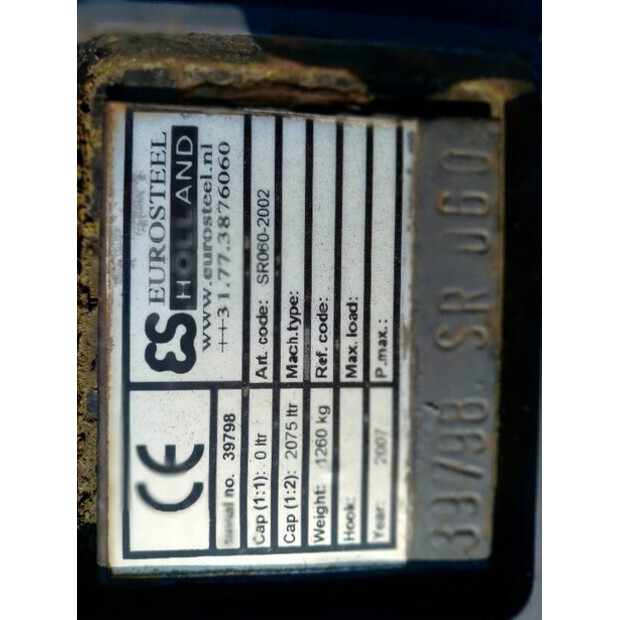 CE
ES EUROSTEEL
HOLLAND
www.eurosteel.nl
++31.77.3876060
Serial no. 39798
Cap (1:1): 0 ltr Art. code: SR060-2002
Cap (1:2): 2075 ltr Mach.type:
Weight: 1260 kg Ref. code:
Hook: Max. load:
Year: 2007 P.max.:
39798. SR 060